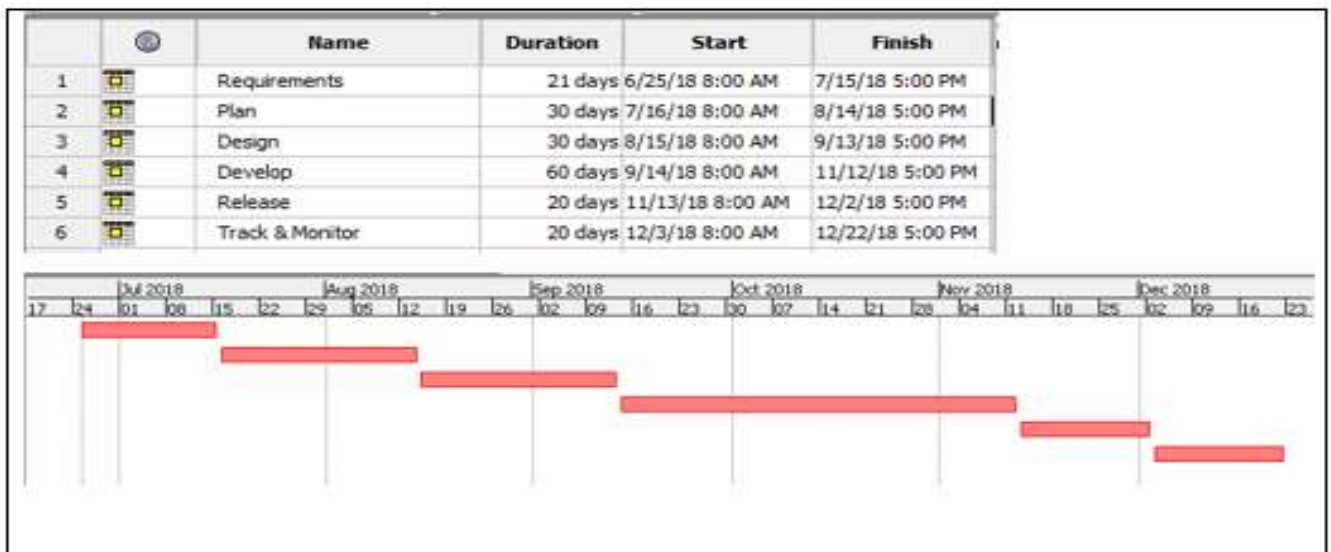 Name Duration Start Finish
1 Requirements 21 days 6/25/18 8:00 AM 7/15/18 5:00 PM
2 Plan 30 days 7/16/18 8:00 AM 8/14/18 5:00 PM
3 Design 30 days 8/15/18 8:00 AM 9/13/18 5:00 PM
4 Develop 60 days 9/14/18 8:00 AM 11/12/18 5:00 PM
5 Release 20 days 11/13/18 8:00 AM 12/2/18 5:00 PM
6 Track & Monitor 20 days 12/3/18 8:00 AM 12/22/18 5:00 PM
Jul 2018 Aug 2018 Sep 2018 Oct 2018 Nov 2018 Dec 2018
17 24 01 08 15 22 29 05 12 19 26 02 09 16 23 30 07 14 21 28 04 11 18 25 02 09 16 23